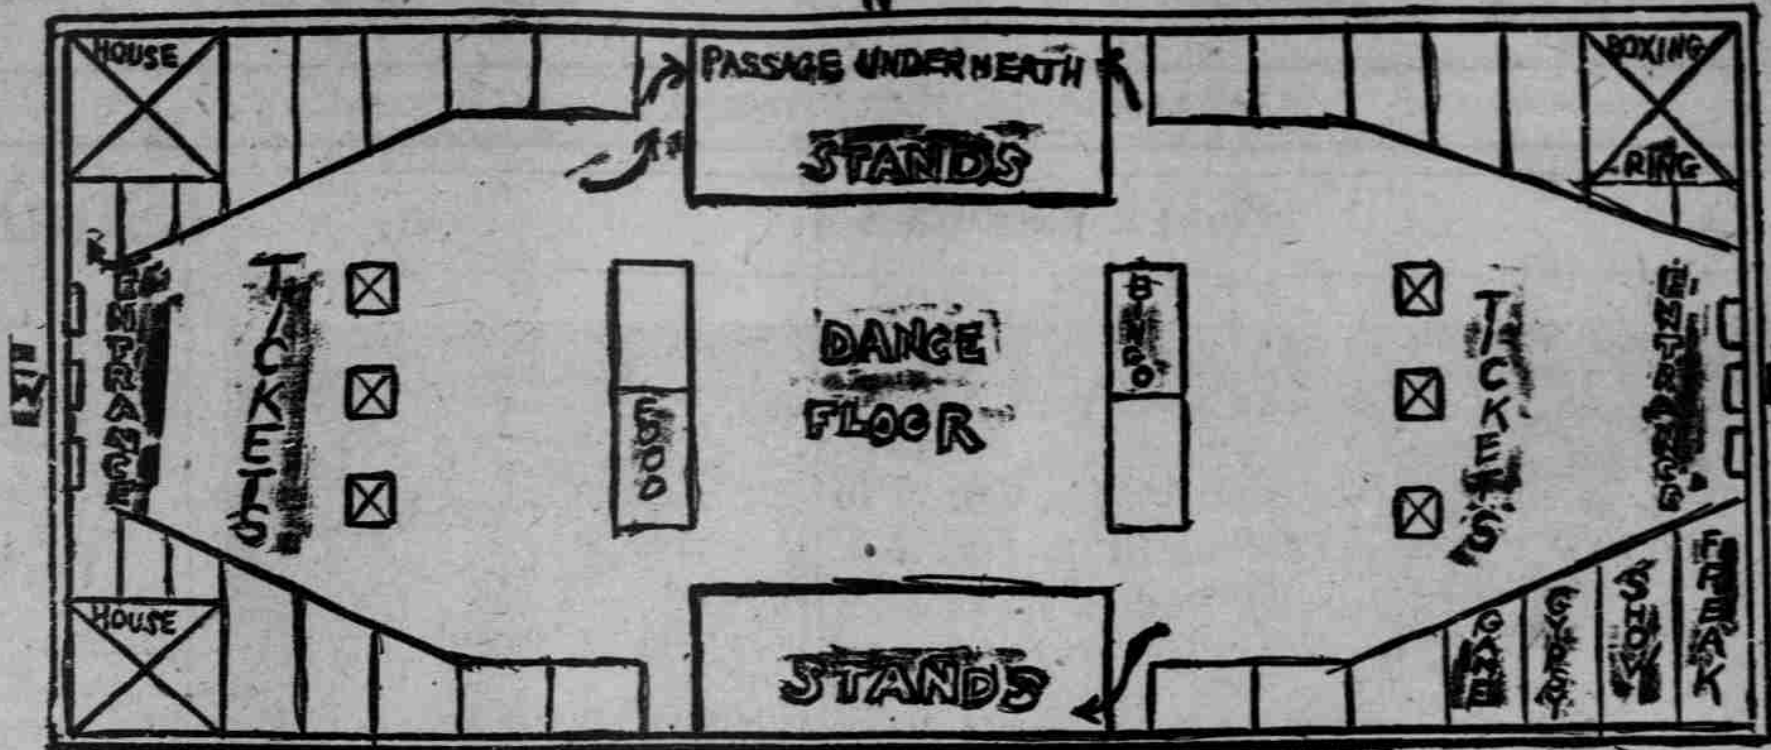 HOUSE
PASSAGE UNDERNEATH
STANDS
BOXING
RING
ENTRANCE
TICKETS
FOOD
DANCE
FLOOR
BINGO
TICKETS
ENTRANCE
HOUSE
STANDS
GAME
SHOW
FREAK